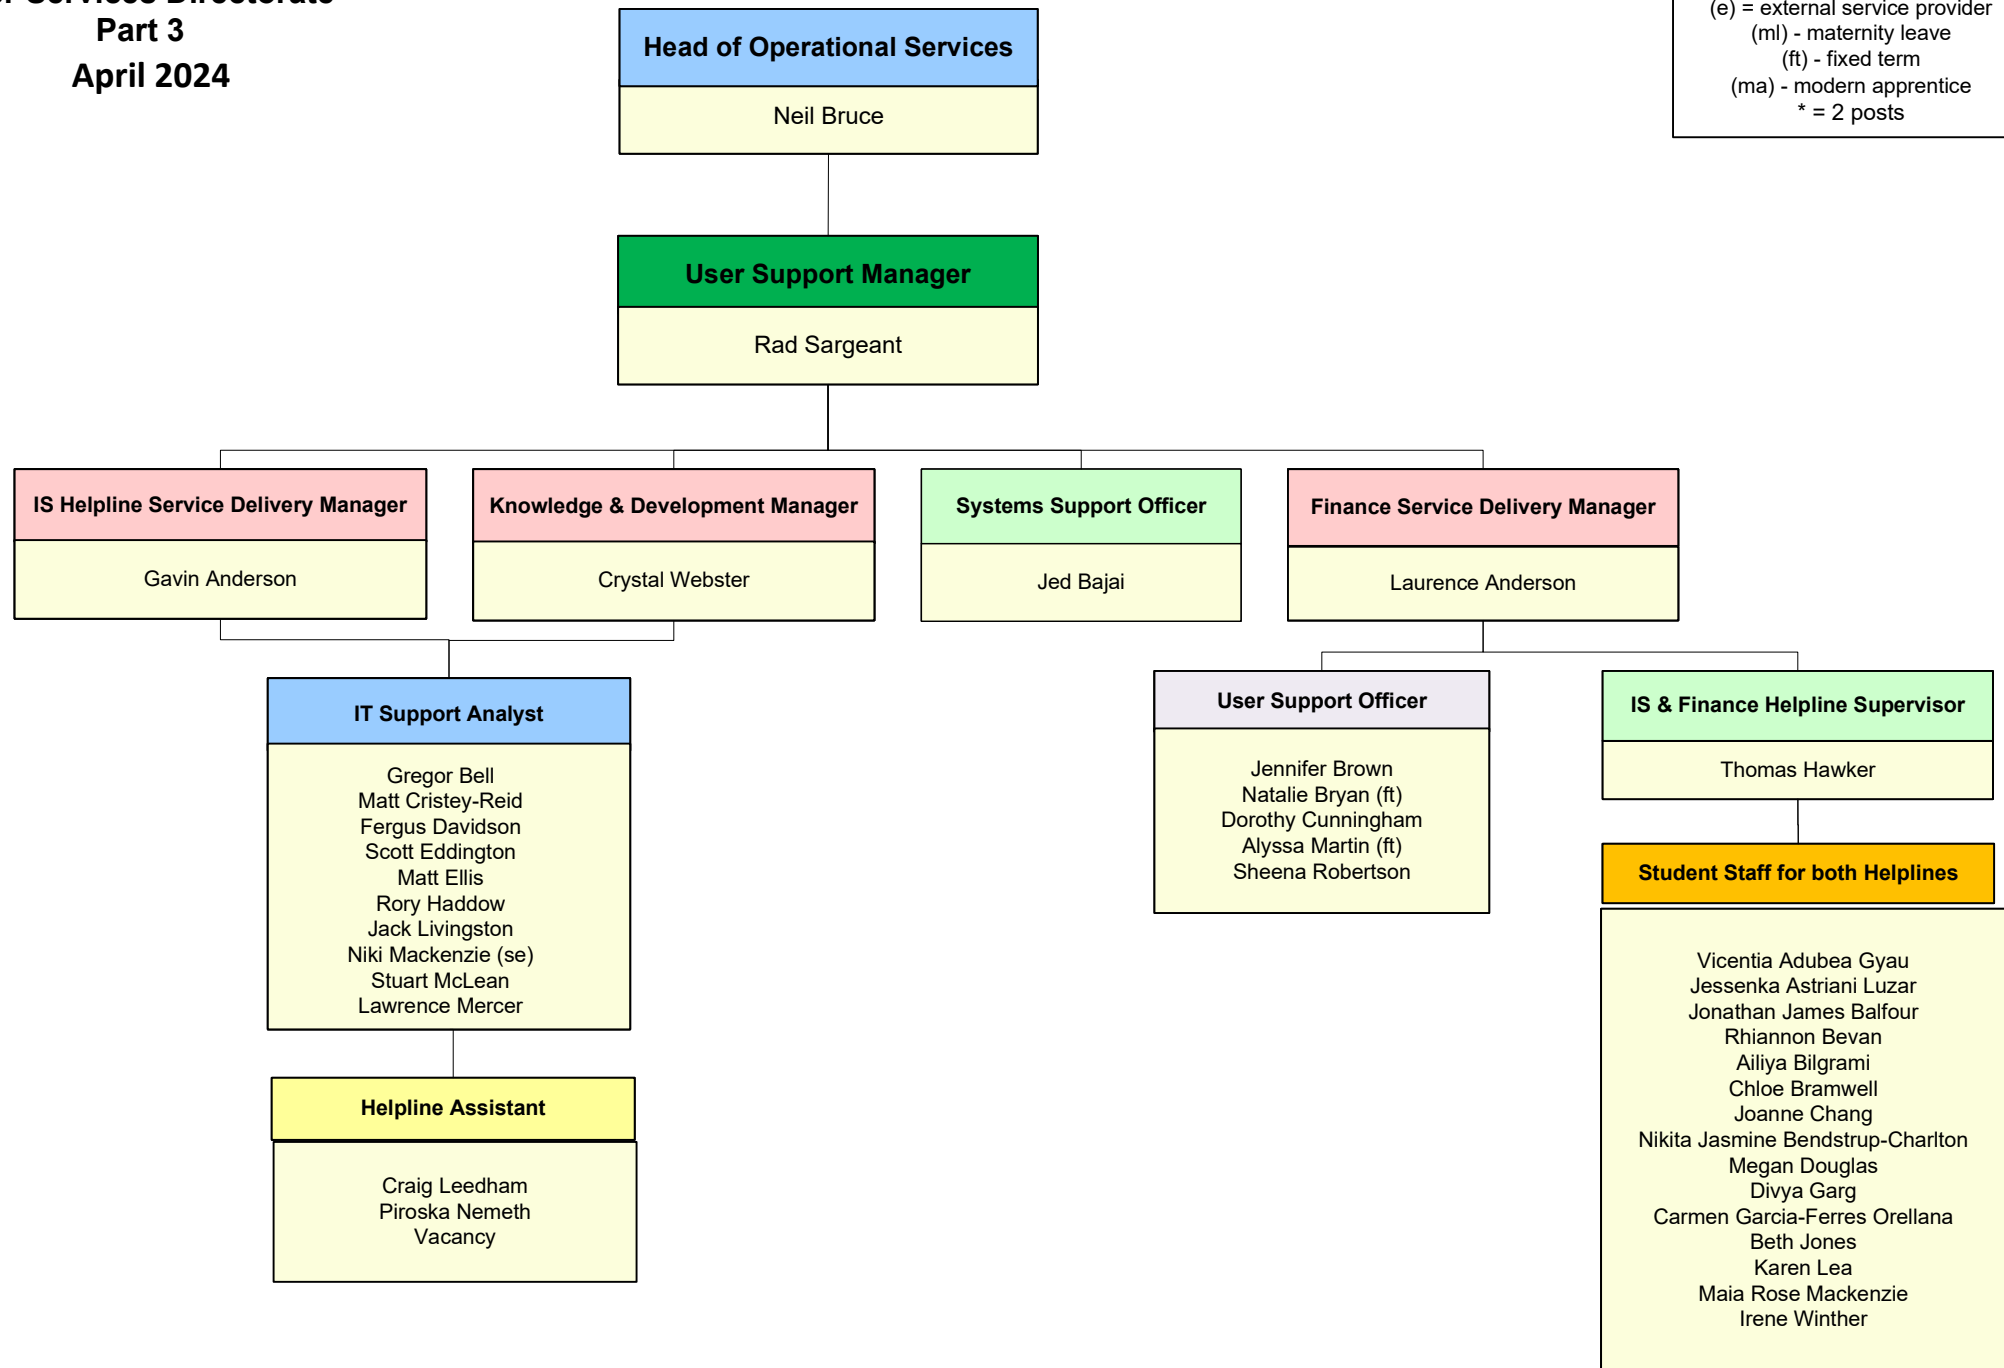 Services Directorate
Part 3
April 2024
(e) = external service provider
(ml) - maternity leave
(ft) - fixed term
(ma) - modern apprentice
* = 2 posts
Head of Operational Services
Neil Bruce
User Support Manager
Rad Sargeant
IS Helpline Service Delivery Manager
Gavin Anderson
Knowledge & Development Manager
Crystal Webster
Systems Support Officer
Jed Bajai
Finance Service Delivery Manager
Laurence Anderson
IT Support Analyst
Gregor Bell
Matt Cristey-Reid
Fergus Davidson
Scott Eddington
Matt Ellis
Rory Haddow
Jack Livingston
Niki Mackenzie (se)
Stuart McLean
Lawrence Mercer
Helpline Assistant
Craig Leedham
Piroska Nemeth
Vacancy
User Support Officer
Jennifer Brown
Natalie Bryan (ft)
Dorothy Cunningham
Alyssa Martin (ft)
Sheena Robertson
IS & Finance Helpline Supervisor
Thomas Hawker
Student Staff for both Helplines
Vicentia Adubea Gyau
Jessenka Astriani Luzar
Jonathan James Balfour
Rhiannon Bevan
Ailiya Bilgrami
Chloe Bramwell
Joanne Chang
Nikita Jasmine Bendstrup-Charlton
Megan Douglas
Divya Garg
Carmen Garcia-Ferres Orellana
Beth Jones
Karen Lea
Maia Rose Mackenzie
Irene Winther